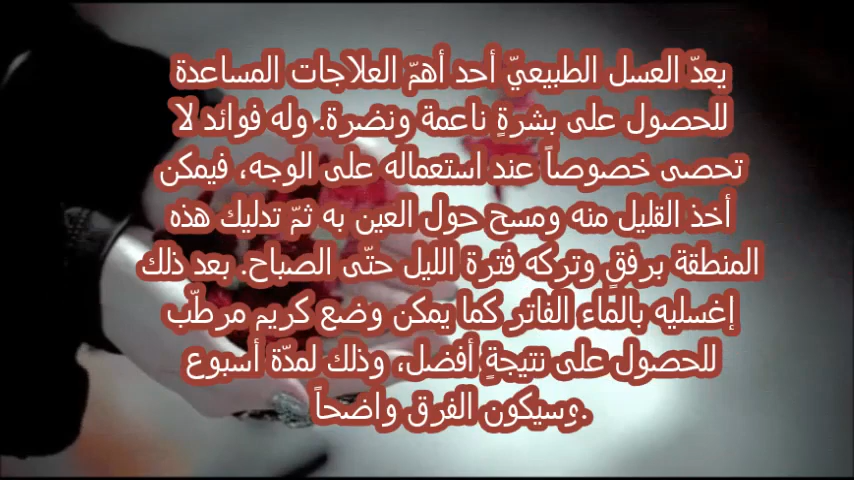 يعدّ العسل الطبيعيّ أحد أهمّ العلاجات المساعدة
للحصول على بشرةٍ ناعمة ونضرة. وله فوائد لا
تحصى خصوصاً عند استعماله على الوجه، فيمكن
أخذ القليل منه ومسح حول العين به ثمّ تدليك هذه
المنطقة برفقٍ وتركه فترة الليل حتّى الصباح. بعد ذلك
إغسليه بالمّاء الفاتر كما يمكن وضع كريم مرطّب
للحصول على نتيجةٍ أفضل، وذلك لمدّة أسبوع
وسيكون الفرق واضحاً.